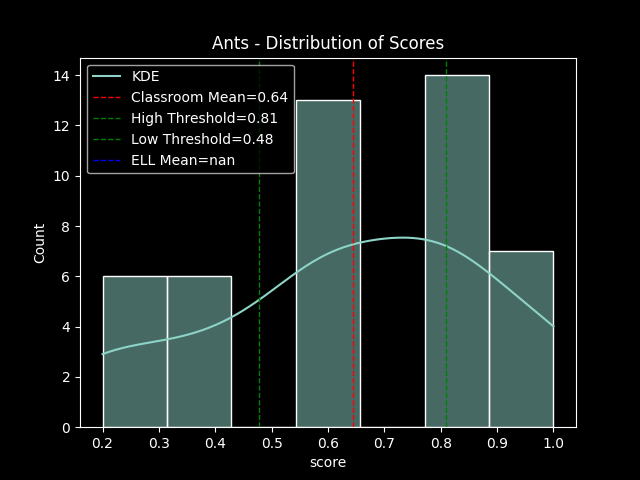 Ants - Distribution of Scores
KDE
Classroom Mean=0.64
High Threshold=0.81
Low Threshold=0.48
ELL Mean=nan
14
12
10
8
6
4
2
0
Count
0.2 0.3 0.4 0.5 0.6 0.7 0.8 0.9 1.0
score